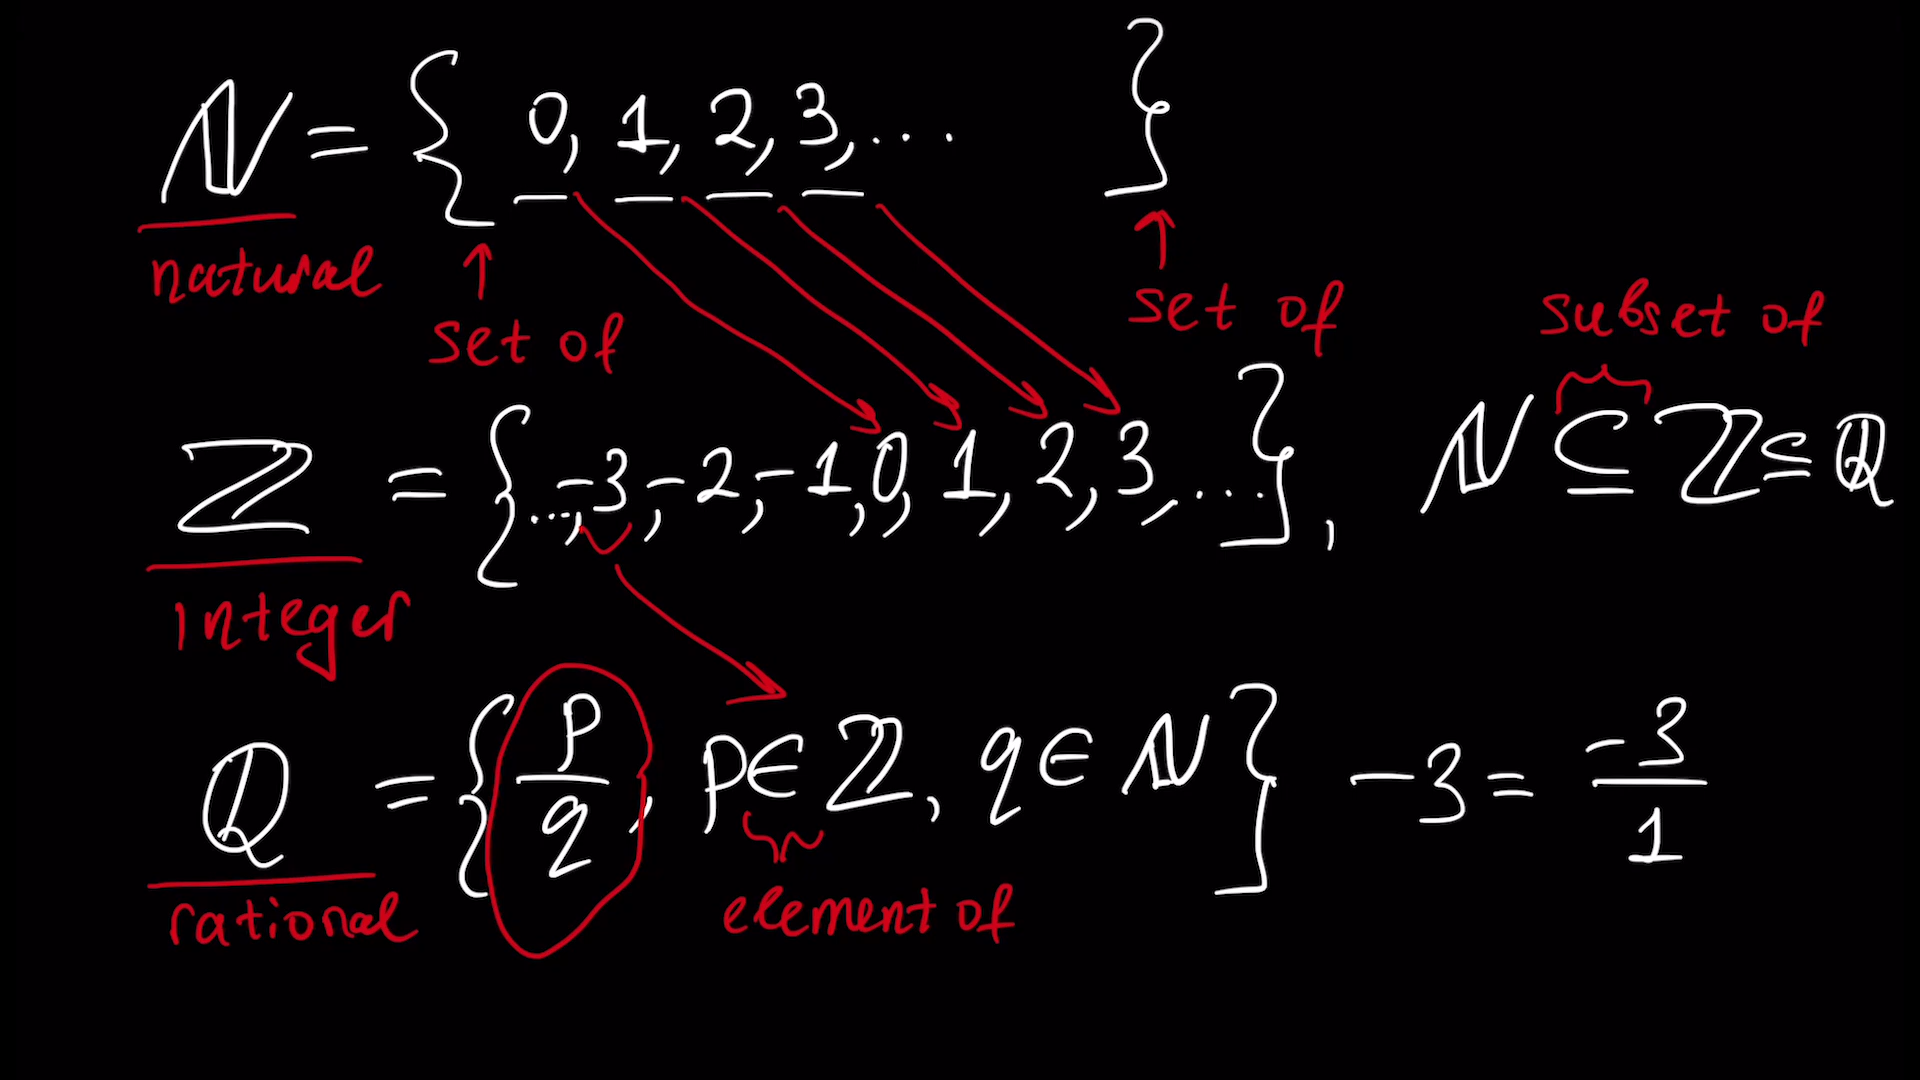 ℕ = { 0, 1, 2, 3, ... }
natural
set of
set of
subset of
ℤ = { ..., -3, -2, -1, 0, 1, 2, 3, ... }, ℕ ⊆ ℤ ⊆ ℚ
integer
ℚ = { p/q, p ∈ ℤ, q ∈ ℕ } -3 = -3/1
element of
rational